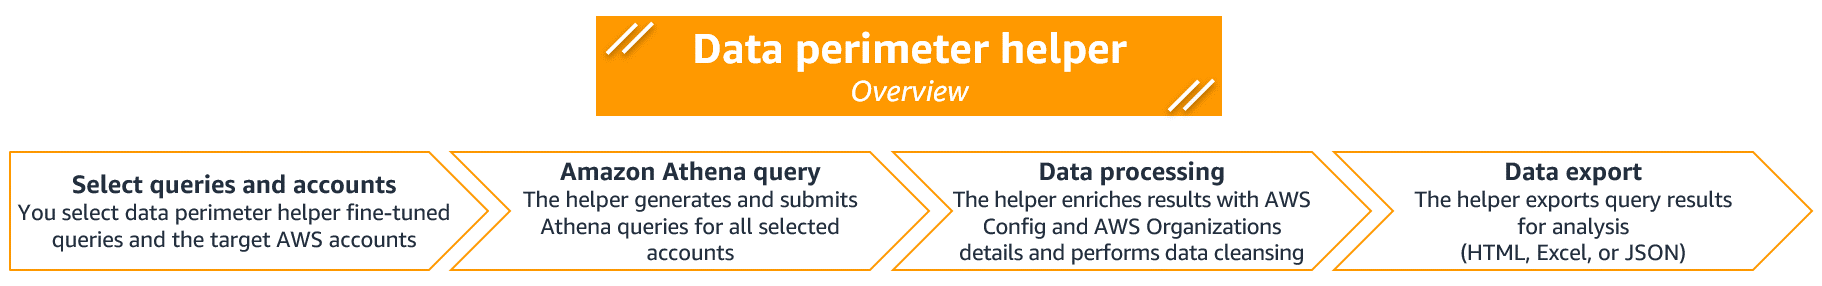 Data perimeter helper
Overview
Select queries and accounts
You select data perimeter helper fine-tuned
queries and the target AWS accounts
Amazon Athena query
The helper generates and submits
Athena queries for all selected
accounts
Data processing
The helper enriches results with AWS
Config and AWS Organizations
details and performs data cleansing
Data export
The helper exports query results
for analysis
(HTML, Excel, or JSON)